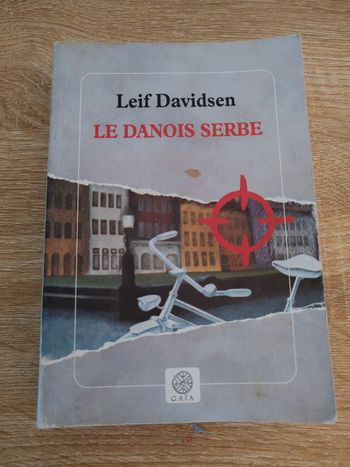 Leif Davidsen
LE DANOIS SERBE
GAÏA